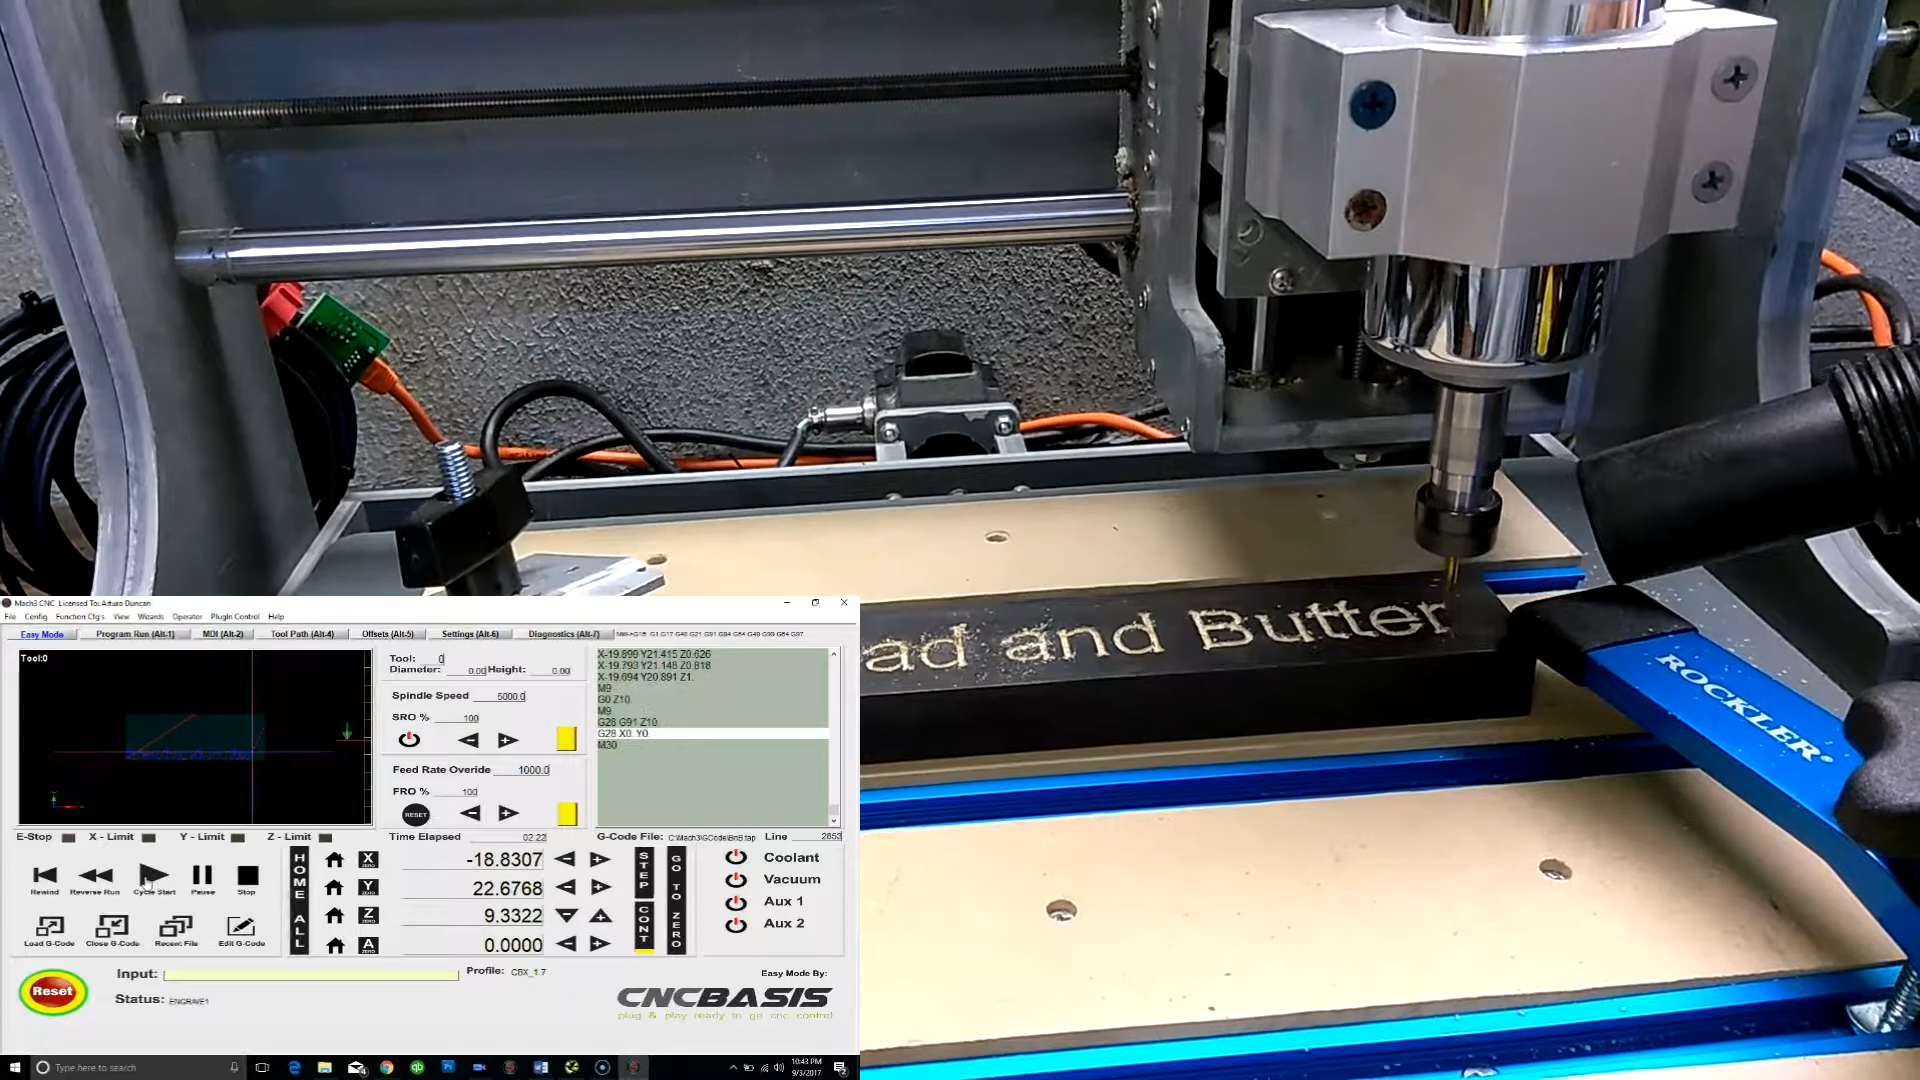 Mach3 CNC Licensed To: Arturo Duncan
File Config Function Cfg's View Wizards Operator PlugIn Control Help
Easy Mode Program Run (Alt-1) MDI (Alt-2) Tool Path (Alt-4) Offsets (Alt-5) Settings (Alt-6) Diagnostics (Alt-7)
Tool:0
Tool: 0
Diameter: 0.00 Height: 0.00
Spindle Speed 5000.0
SRO % 100
Feed Rate Overide 1000.0
FRO % 100
RESET
Time Elapsed 02:22
X-19.899 Y21.415 Z0.626
X-19.793 Y21.148 Z0.818
X-19.694 Y20.891 Z1.
M9
G0 Z10
M9
G28 G91 Z10.
G28 X0. Y0.
M30
G-Code File: C:\Mach3\GCode\BnB.tap Line 2853
E-Stop X - Limit Y - Limit Z - Limit
Rewind Reverse Run Cycle Start Pause Stop
Load G-Code Close G-Code Recent File Edit G-Code
HOME ALL
X ZERO -18.8307
Y ZERO 22.6768
Z ZERO 9.3322
A ZERO 0.0000
STEP
CONT
GO TO ZERO
Coolant
Vacuum
Aux 1
Aux 2
Reset
Input:
Profile: CBX_1.7
Status: ENGRAVE1
Easy Mode By:
CNCBASIS
plug & play ready to go cnc control
Type here to search
10:43 PM
9/3/2017
ad and Butter
ROCKLER